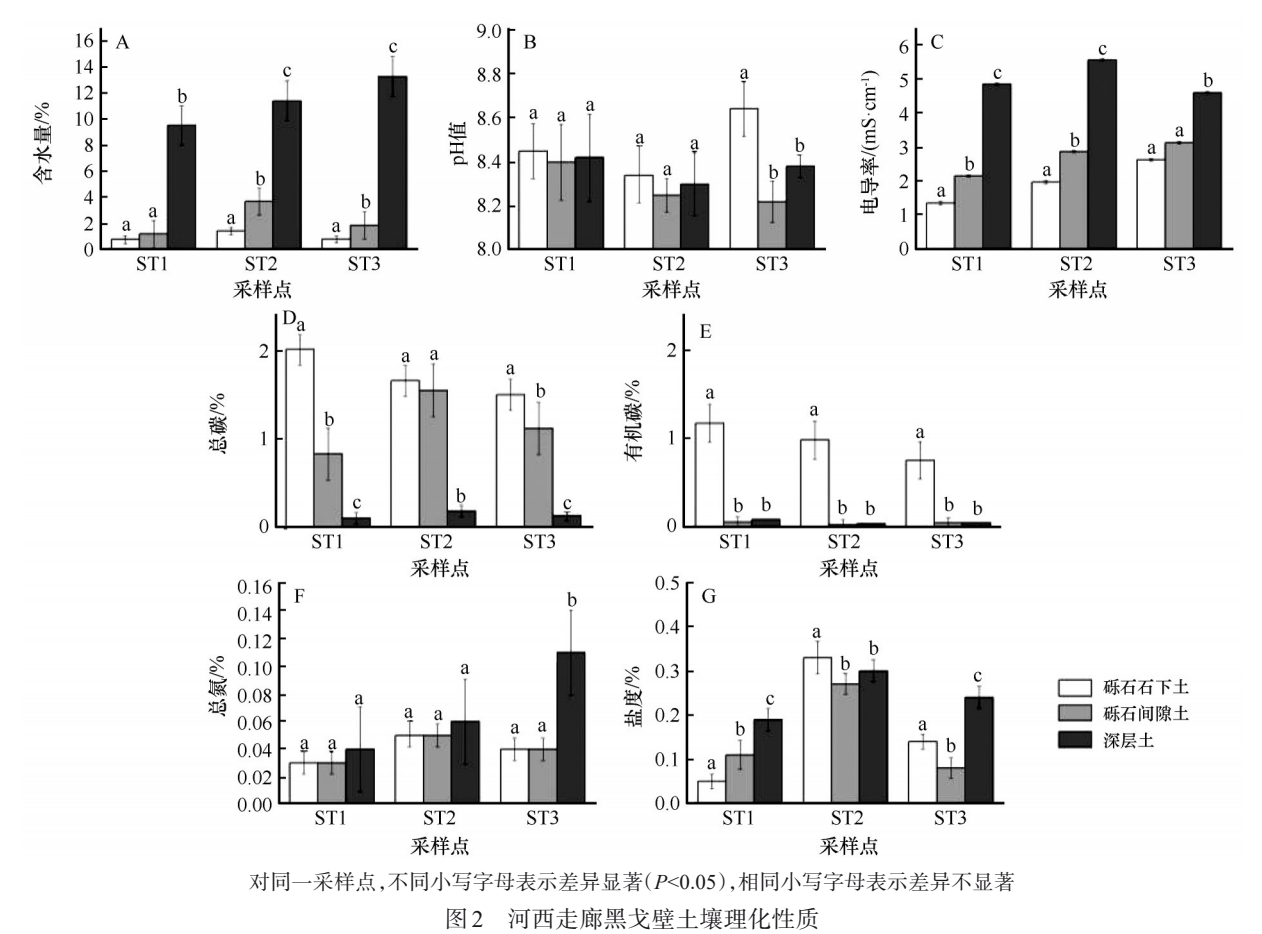 A
含水量/%
16
14
12
10
8
6
4
2
0
a a b
a b c
a b c
ST1 ST2 ST3
采样点
B
pH值
9.0
8.8
8.6
8.4
8.2
8.0
a a a
a a a
a b b
ST1 ST2 ST3
采样点
C
电导率/(mS·cm⁻¹)
6
5
4
3
2
1
0
a b c
a b c
a a b
ST1 ST2 ST3
采样点
D
总碳/%
2
1
0
a b c
a a b
a b c
ST1 ST2 ST3
采样点
E
有机碳/%
2
1
0
a b b
a b b
a b b
ST1 ST2 ST3
采样点
F
总氮/%
0.16
0.14
0.12
0.10
0.08
0.06
0.04
0.02
0.00
a a a
a a a
a a b
ST1 ST2 ST3
采样点
G
盐度/%
0.5
0.4
0.3
0.2
0.1
0.0
a b c
a b b
a b c
ST1 ST2 ST3
采样点
砾石石下土
砾石间隙土
深层土
对同一采样点,不同小写字母表示差异显著(P<0.05),相同小写字母表示差异不显著
图2 河西走廊黑戈壁土壤理化性质